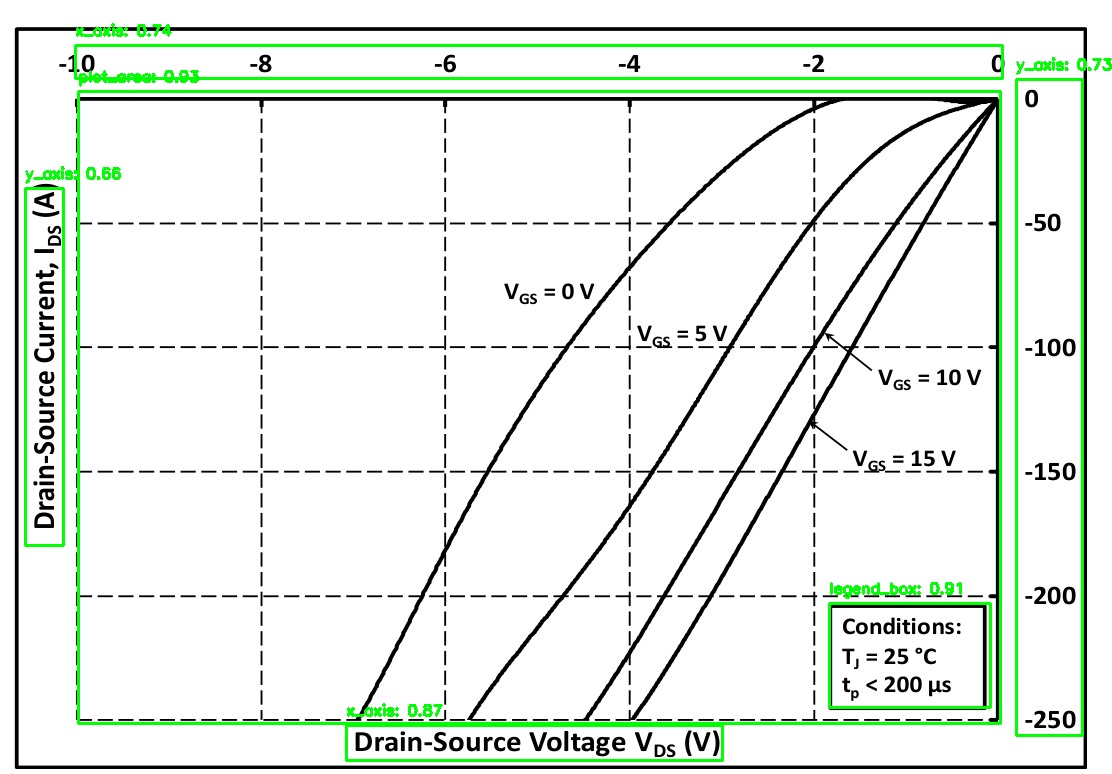 x_axis: 0.74
-10 -8 -6 -4 -2 0
y_axis: 0.73
plot_area: 0.93
0
y_axis: 0.66
Drain-Source Current, I_DS (A)
-50
V_GS = 0 V
V_GS = 5 V
-100
V_GS = 10 V
V_GS = 15 V
-150
legend_box: 0.91
-200
Conditions:
T_J = 25 °C
t_p < 200 µs
x_axis: 0.87
-250
Drain-Source Voltage V_DS (V)